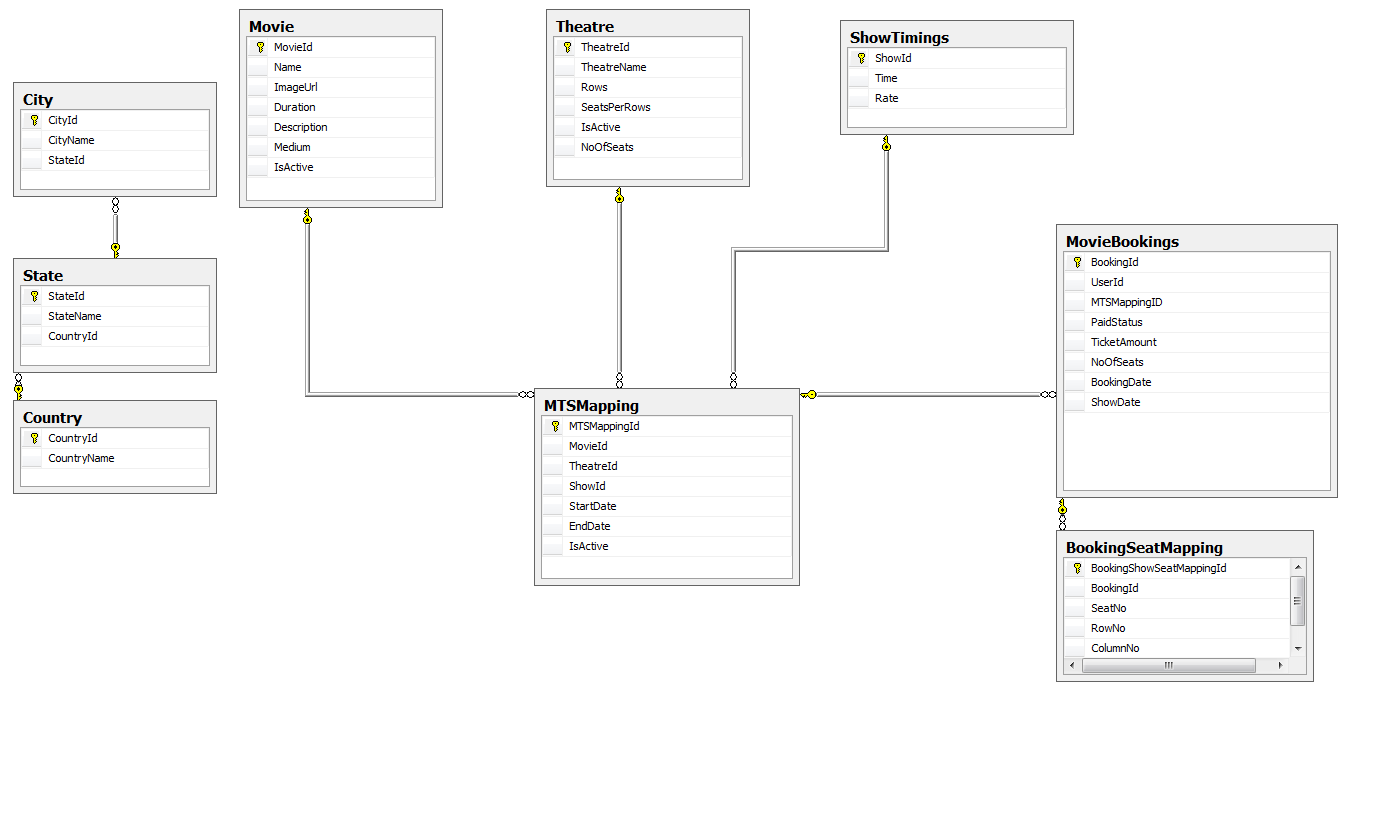 City
CityId
CityName
StateId
State
StateId
StateName
CountryId
Country
CountryId
CountryName
Movie
MovieId
Name
ImageUrl
Duration
Description
Medium
IsActive
Theatre
TheatreId
TheatreName
Rows
SeatsPerRows
IsActive
NoOfSeats
ShowTimings
ShowId
Time
Rate
MTSMapping
MTSMappingId
MovieId
TheatreId
ShowId
StartDate
EndDate
IsActive
MovieBookings
BookingId
UserId
MTSMappingID
PaidStatus
TicketAmount
NoOfSeats
BookingDate
ShowDate
BookingSeatMapping
BookingShowSeatMappingId
BookingId
SeatNo
RowNo
ColumnNo